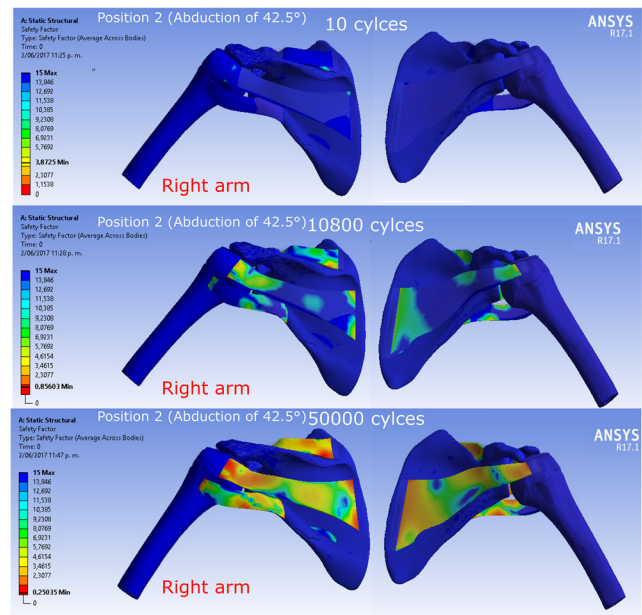 Position 2 (Abduction of 42.5°) 10 cylces
A: Static Structural
Safety Factor
Type: Safety Factor (Average Across Bodies)
Time: 0
2/06/2017 11:25 p. m.
ANSYS
R17.1
15 Max
13,846
12,692
11,538
10,385
9,2308
8,0769
6,9231
5,7692
3,8725 Min
2,3077
1,1538
0
Right arm
Position 2 (Abduction of 42.5°) 10800 cylces
A: Static Structural
Safety Factor
Type: Safety Factor (Average Across Bodies)
Time: 0
2/06/2017 11:20 p. m.
ANSYS
R17.1
15 Max
13,846
12,692
11,538
10,385
9,2308
8,0769
6,9231
5,7692
4,6154
3,4615
2,3077
0,85603 Min
0
Right arm
Position 2 (Abduction of 42.5°) 50000 cylces
A: Static Structural
Safety Factor
Type: Safety Factor (Average Across Bodies)
Time: 0
2/06/2017 11:47 p. m.
ANSYS
R17.1
15 Max
13,846
12,692
11,538
10,385
9,2308
8,0769
6,9231
5,7692
4,6154
3,4615
2,3077
0,25035 Min
0
Right arm